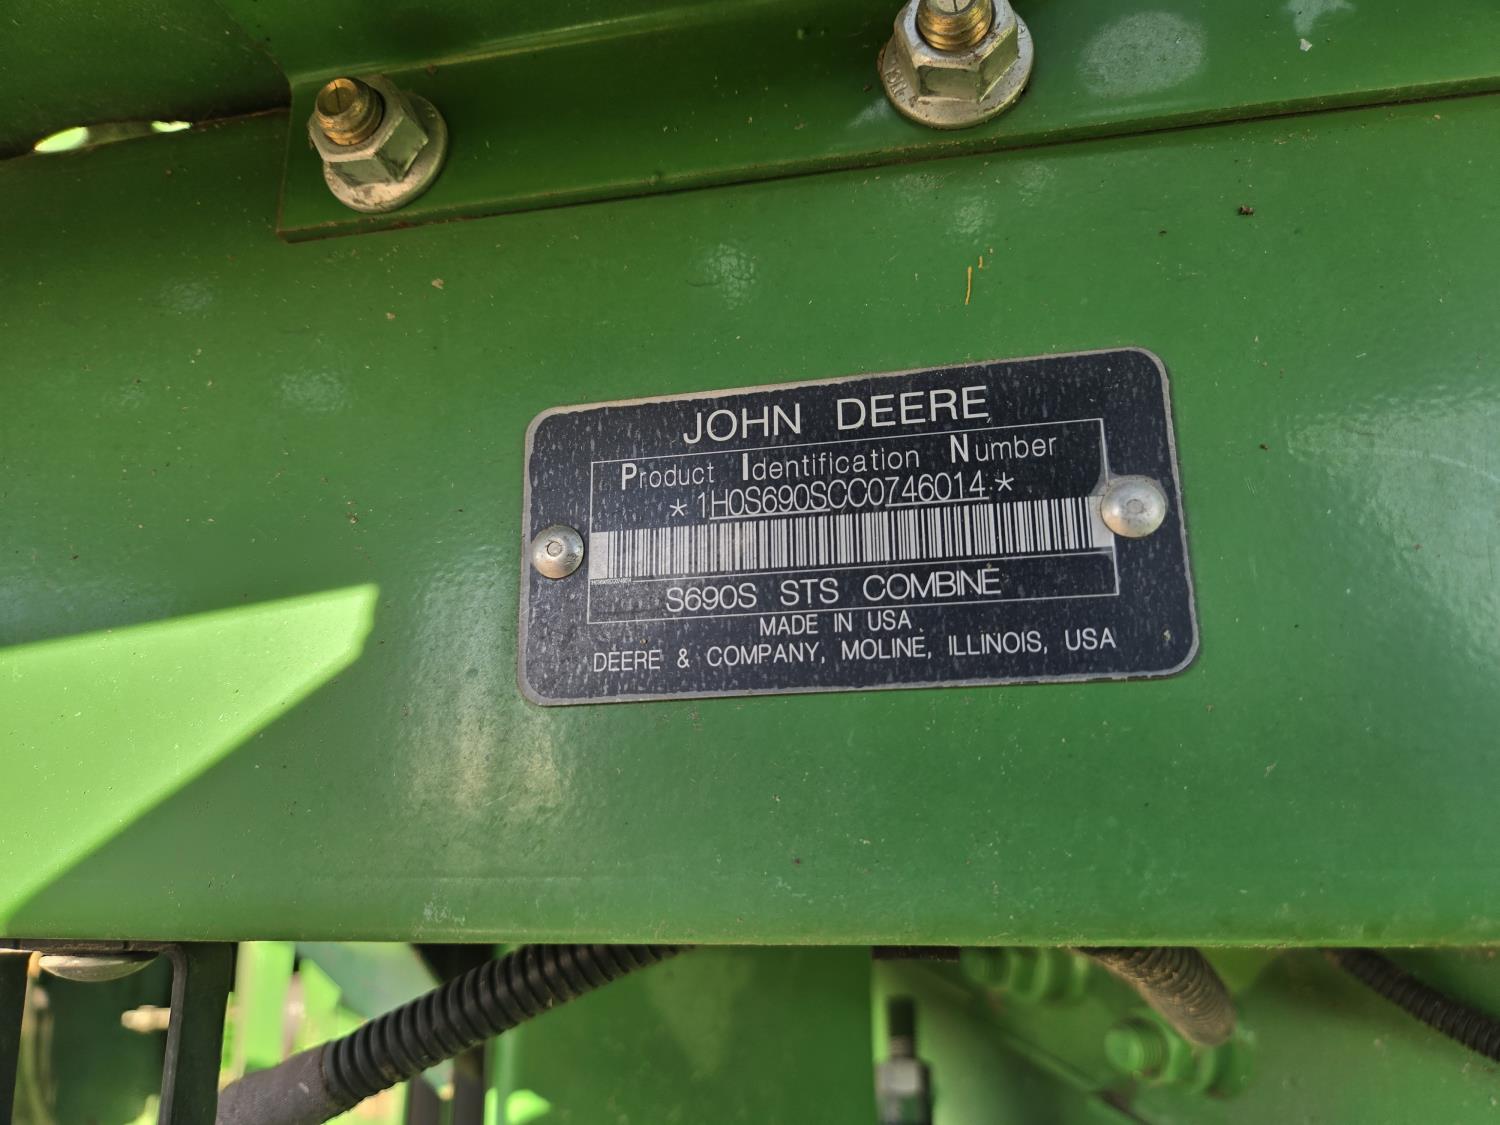 JOHN DEERE
Product Identification Number
*1H0S690SCC0746014*
S690S STS COMBINE
MADE IN USA
DEERE & COMPANY, MOLINE, ILLINOIS, USA